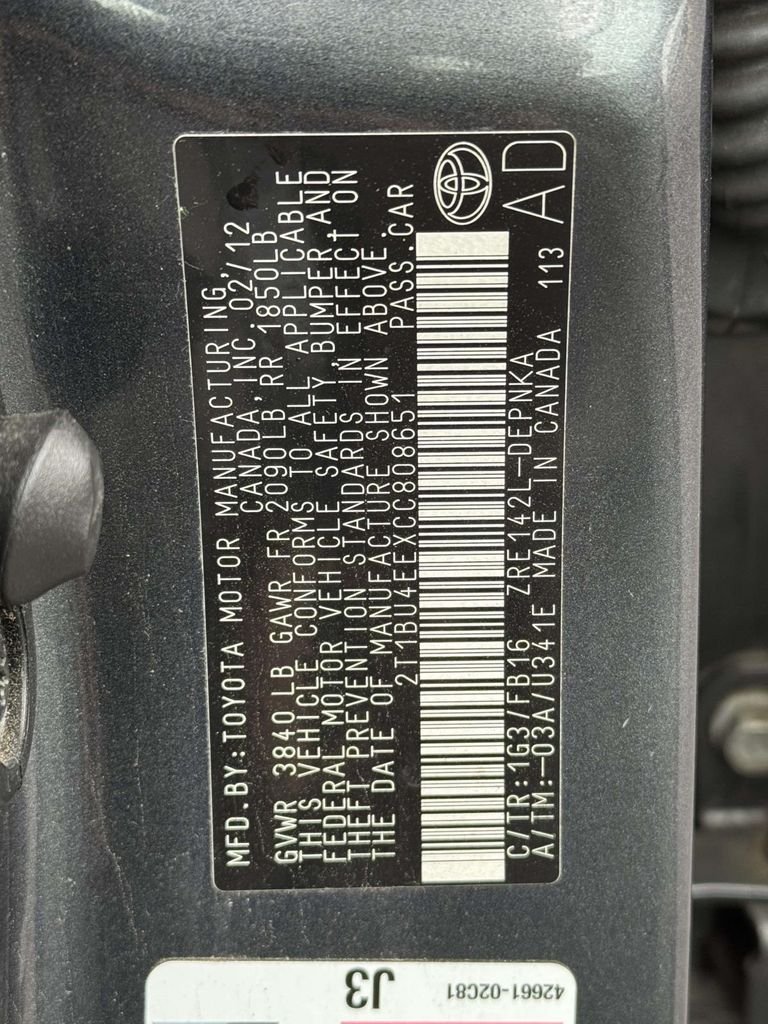 MFD.BY:TOYOTA MOTOR MANUFACTURING,
CANADA,INC.02/12
GVWR 3840LB GAWR FR 2090LB RR 1850LB
THIS VEHICLE CONFORMS TO ALL APPLICABLE
FEDERAL MOTOR VEHICLE SAFETY, BUMPER,AND
THEFT PREVENTION STANDARDS IN EFFECT ON
THE DATE OF MANUFACTURE SHOWN ABOVE.
2T1BU4EEXCC808651 PASS.CAR
C/TR:1G3/FB16 ZRE142L-DEPNKA
A/TM:-03A/U341E MADE IN CANADA 113
AD
J3
42661-02C81